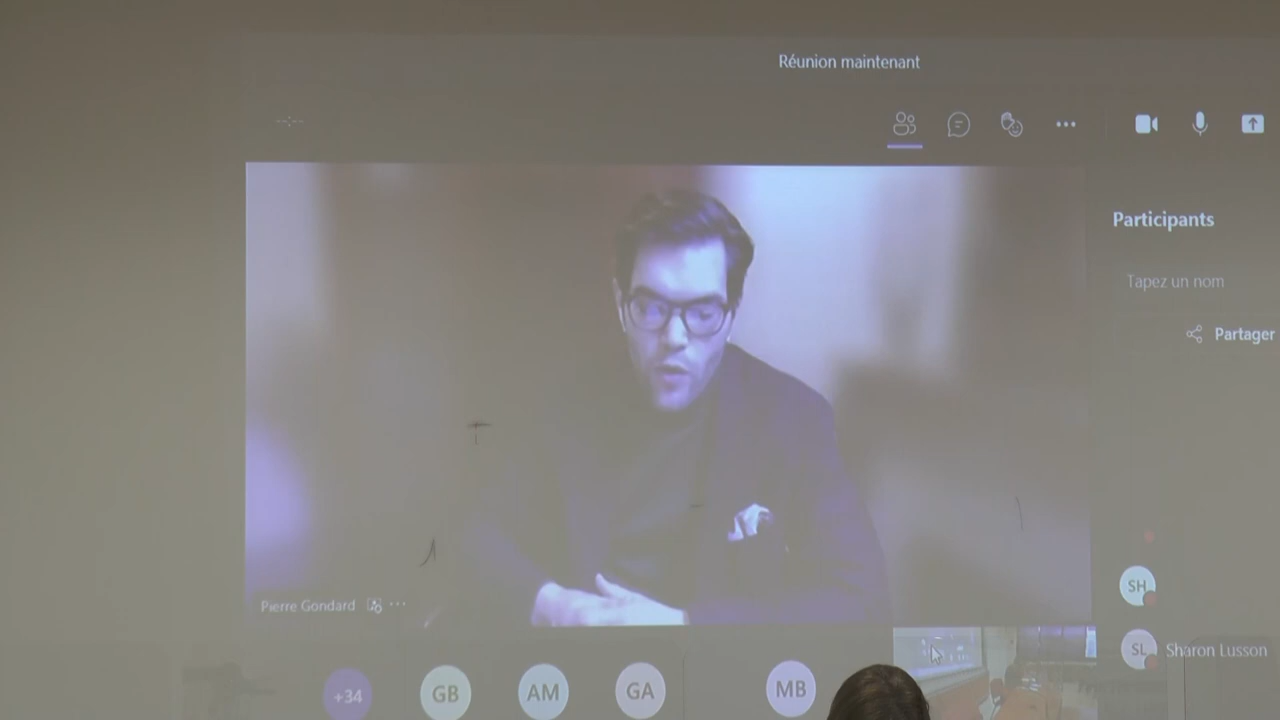 Réunion maintenant
Participants
Tapez un nom
Partager
Pierre Gondard
SH
SL Sharon Lusson
+34 GB AM GA MB